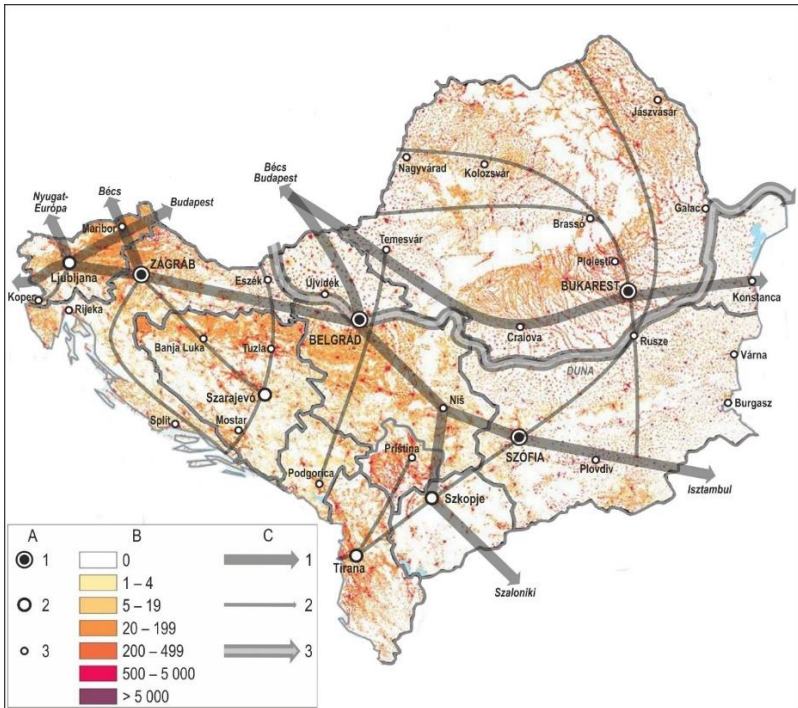 Jászvásár
Nagyvárad
Kolozsvár
Bécs
Budapest
Nyugat-
Európa
Bécs
Budapest
Maribor
Galac
Brassó
Temesvár
Ljubljana
ZÁGRÁB
Ploiești
Eszék
Újvidék
BUKAREST
Koper
Rijeka
Konstanca
BELGRÁD
Craiova
Rusze
Banja Luka
Tuzla
Várna
DUNA
Szarajevó
Niš
Burgasz
Split
Mostar
SZÓFIA
Priština
Plovdiv
Podgorica
Isztambul
Szkopje
Tirana
Szaloniki
A B C
1 0 1
1 – 4
2 5 – 19 2
20 – 199
3 200 – 499 3
500 – 5 000
> 5 000